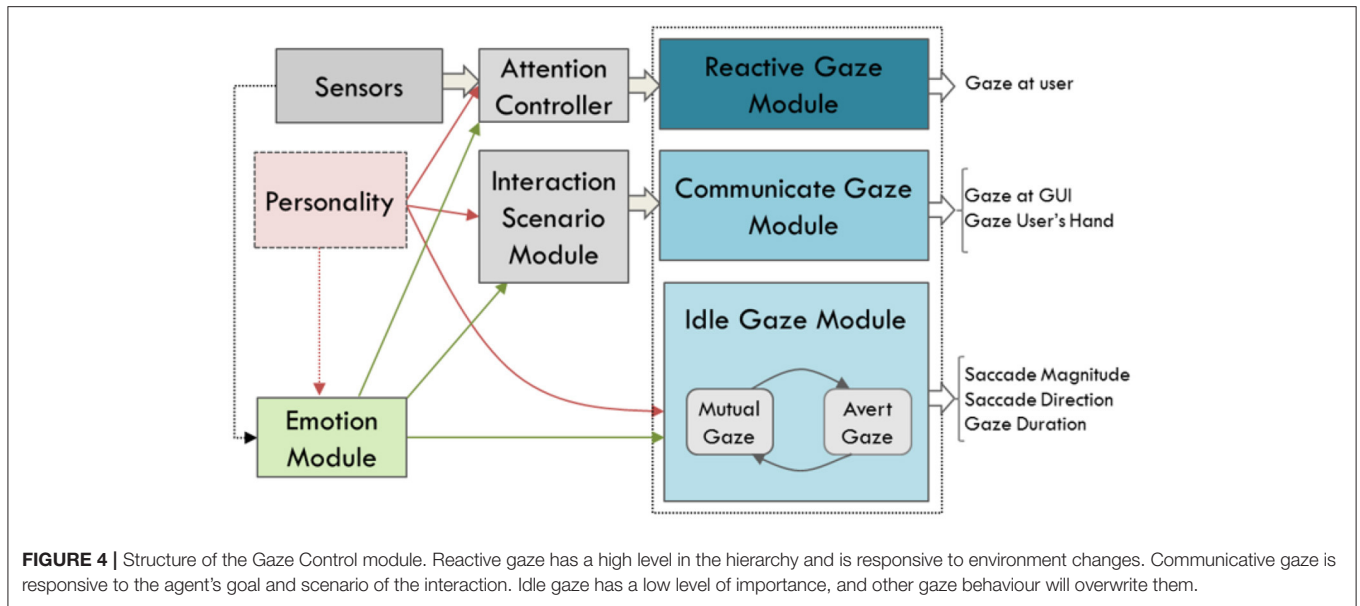 Sensors
Attention
Controller
Reactive Gaze
Module
Gaze at user
Personality
Interaction
Scenario
Module
Communicate Gaze
Module
Gaze at GUI
Gaze User's Hand
Idle Gaze Module
Mutual
Gaze
Avert
Gaze
Saccade Magnitude
Saccade Direction
Gaze Duration
Emotion
Module
FIGURE 4 | Structure of the Gaze Control module. Reactive gaze has a high level in the hierarchy and is responsive to environment changes. Communicative gaze is
responsive to the agent's goal and scenario of the interaction. Idle gaze has a low level of importance, and other gaze behaviour will overwrite them.